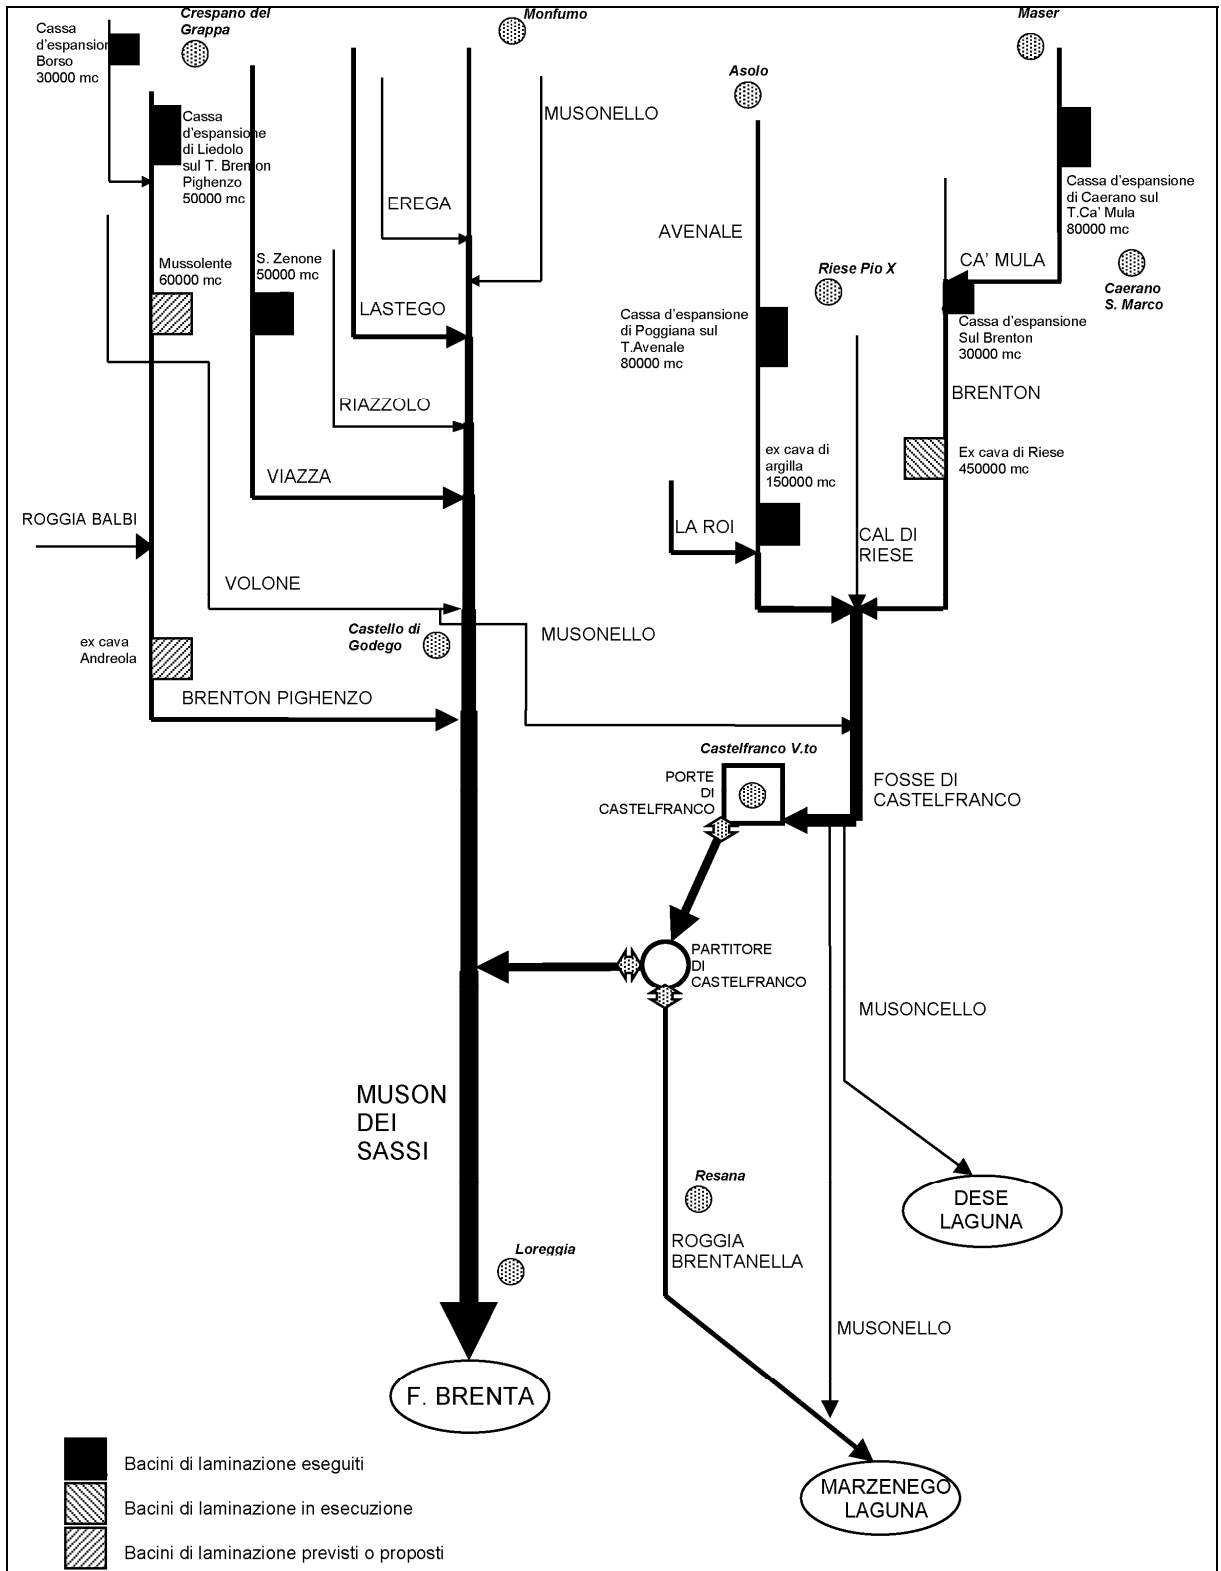 Crespano del
Grappa
Monfumo
Maser
Cassa
d'espansion
Borso
30000 mc
Asolo
Cassa
d'espansione
di Liedolo
sul T. Brenton
Pighenzo
50000 mc
MUSONELLO
EREGA
AVENALE
Cassa d'espansione
di Caerano sul
T.Ca' Mula
80000 mc
Mussolente
60000 mc
S. Zenone
50000 mc
LASTEGO
Riese Pio X
CA' MULA
Caerano
S. Marco
Cassa d'espansione
di Poggiana sul
T.Avenale
80000 mc
Cassa d'espansione
Sul Brenton
30000 mc
BRENTON
RIAZZOLO
VIAZZA
ex cava di
argilla
150000 mc
Ex cava di Riese
450000 mc
ROGGIA BALBI
LA ROI
CAL DI
RIESE
VOLONE
Castello di
Godego
MUSONELLO
ex cava
Andreola
BRENTON PIGHENZO
Castelfranco V.to
PORTE
DI
CASTELFRANCO
FOSSE DI
CASTELFRANCO
PARTITORE
DI
CASTELFRANCO
MUSONCELLO
MUSON
DEI
SASSI
Resana
DESE
LAGUNA
ROGGIA
BRENTANELLA
Loreggia
MUSONELLO
F. BRENTA
MARZENEGO
LAGUNA
Bacini di laminazione eseguiti
Bacini di laminazione in esecuzione
Bacini di laminazione previsti o proposti